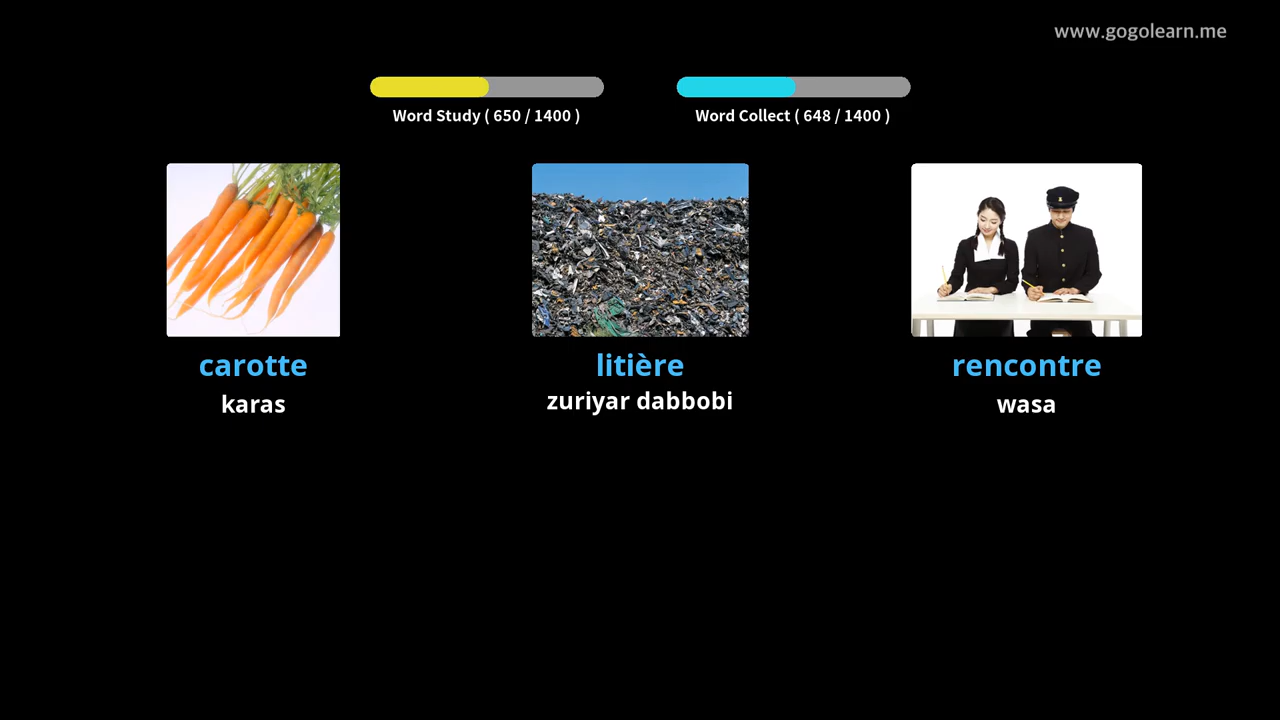 www.gogolearn.me
Word Study ( 650 / 1400 )
Word Collect ( 648 / 1400 )
carotte
karas
litière
zuriyar dabbobi
rencontre
wasa